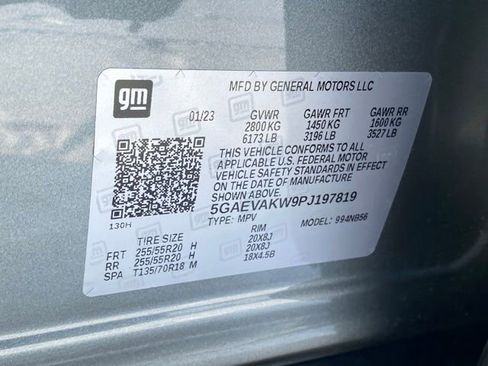 gm
MFD BY GENERAL MOTORS LLC
01/23 GVWR GAWR FRT GAWR RR
2800 KG 1450 KG 1600 KG
6173 LB 3196 LB 3527 LB
THIS VEHICLE CONFORMS TO ALL
APPLICABLE U.S. FEDERAL MOTOR
VEHICLE SAFETY STANDARDS IN EFFECT
ON THE DATE OF MANUFACTURE
SHOWN ABOVE.
5GAEVAKW9PJ197819
TYPE: MPV MODEL: 994NB56
130H
TIRE SIZE RIM
FRT 255/55R20 H 20X8J
RR 255/55R20 H 20X8J
SPA T135/70R18 M 18X4.5B